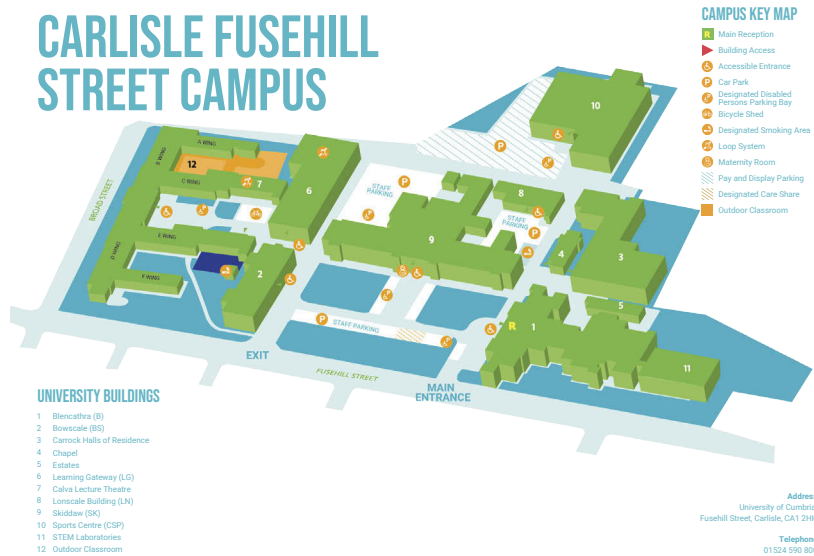 CARLISLE FUSEHILL
STREET CAMPUS
CAMPUS KEY MAP
R Main Reception
Building Access
Accessible Entrance
P Car Park
Designated Disabled
Persons Parking Bay
Bicycle Shed
Designated Smoking Area
Loop System
Maternity Room
Pay and Display Parking
Designated Care Share
Outdoor Classroom
10
P
A WING
B WING
12
C WING
7
6
STAFF
PARKING
P
8
STAFF
PARKING
P
BROAD STREET
9
E WING
D WING
F WING
2
4
3
5
P STAFF PARKING
R 1
11
EXIT
FUSEHILL STREET
MAIN
ENTRANCE
UNIVERSITY BUILDINGS
1 Blencathra (B)
2 Bowscale (BS)
3 Carrock Halls of Residence
4 Chapel
5 Estates
6 Learning Gateway (LG)
7 Calva Lecture Theatre
8 Lonscale Building (LN)
9 Skiddaw (SK)
10 Sports Centre (CSP)
11 STEM Laboratories
12 Outdoor Classroom
Address
University of Cumbria
Fusehill Street, Carlisle, CA1 2H
Telephone
01524 590 80